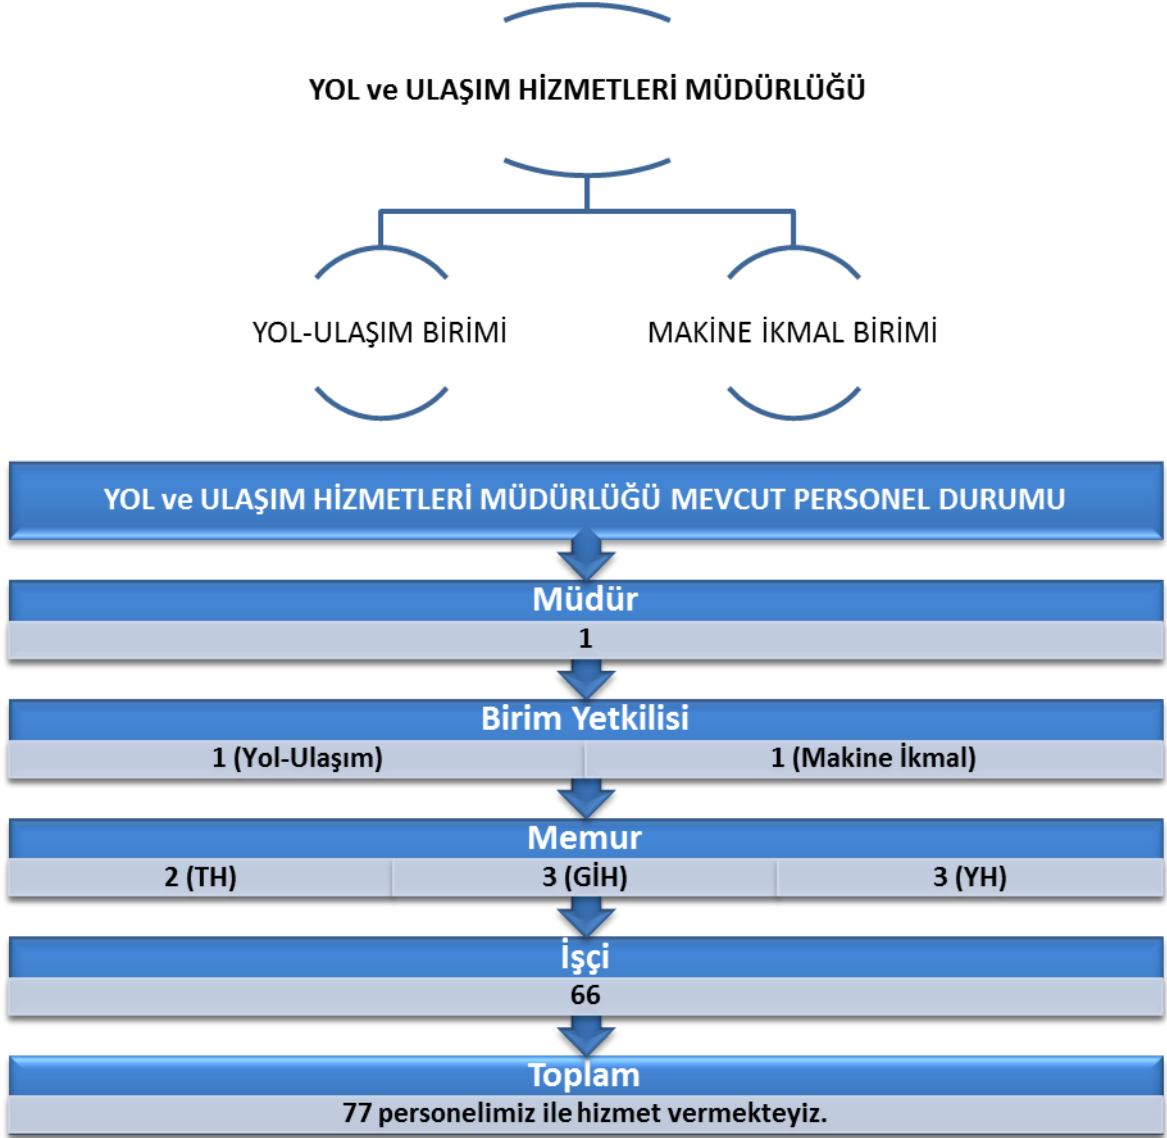 YOL ve ULAŞIM HİZMETLERİ MÜDÜRLÜĞÜ
YOL-ULAŞIM BİRİMİ
MAKİNE İKMAL BİRİMİ
YOL ve ULAŞIM HİZMETLERİ MÜDÜRLÜĞÜ MEVCUT PERSONEL DURUMU
Müdür
1
Birim Yetkilisi
1 (Yol-Ulaşım)
1 (Makine İkmal)
Memur
2 (TH)
3 (GİH)
3 (YH)
İşçi
66
Toplam
77 personelimiz ile hizmet vermekteyiz.